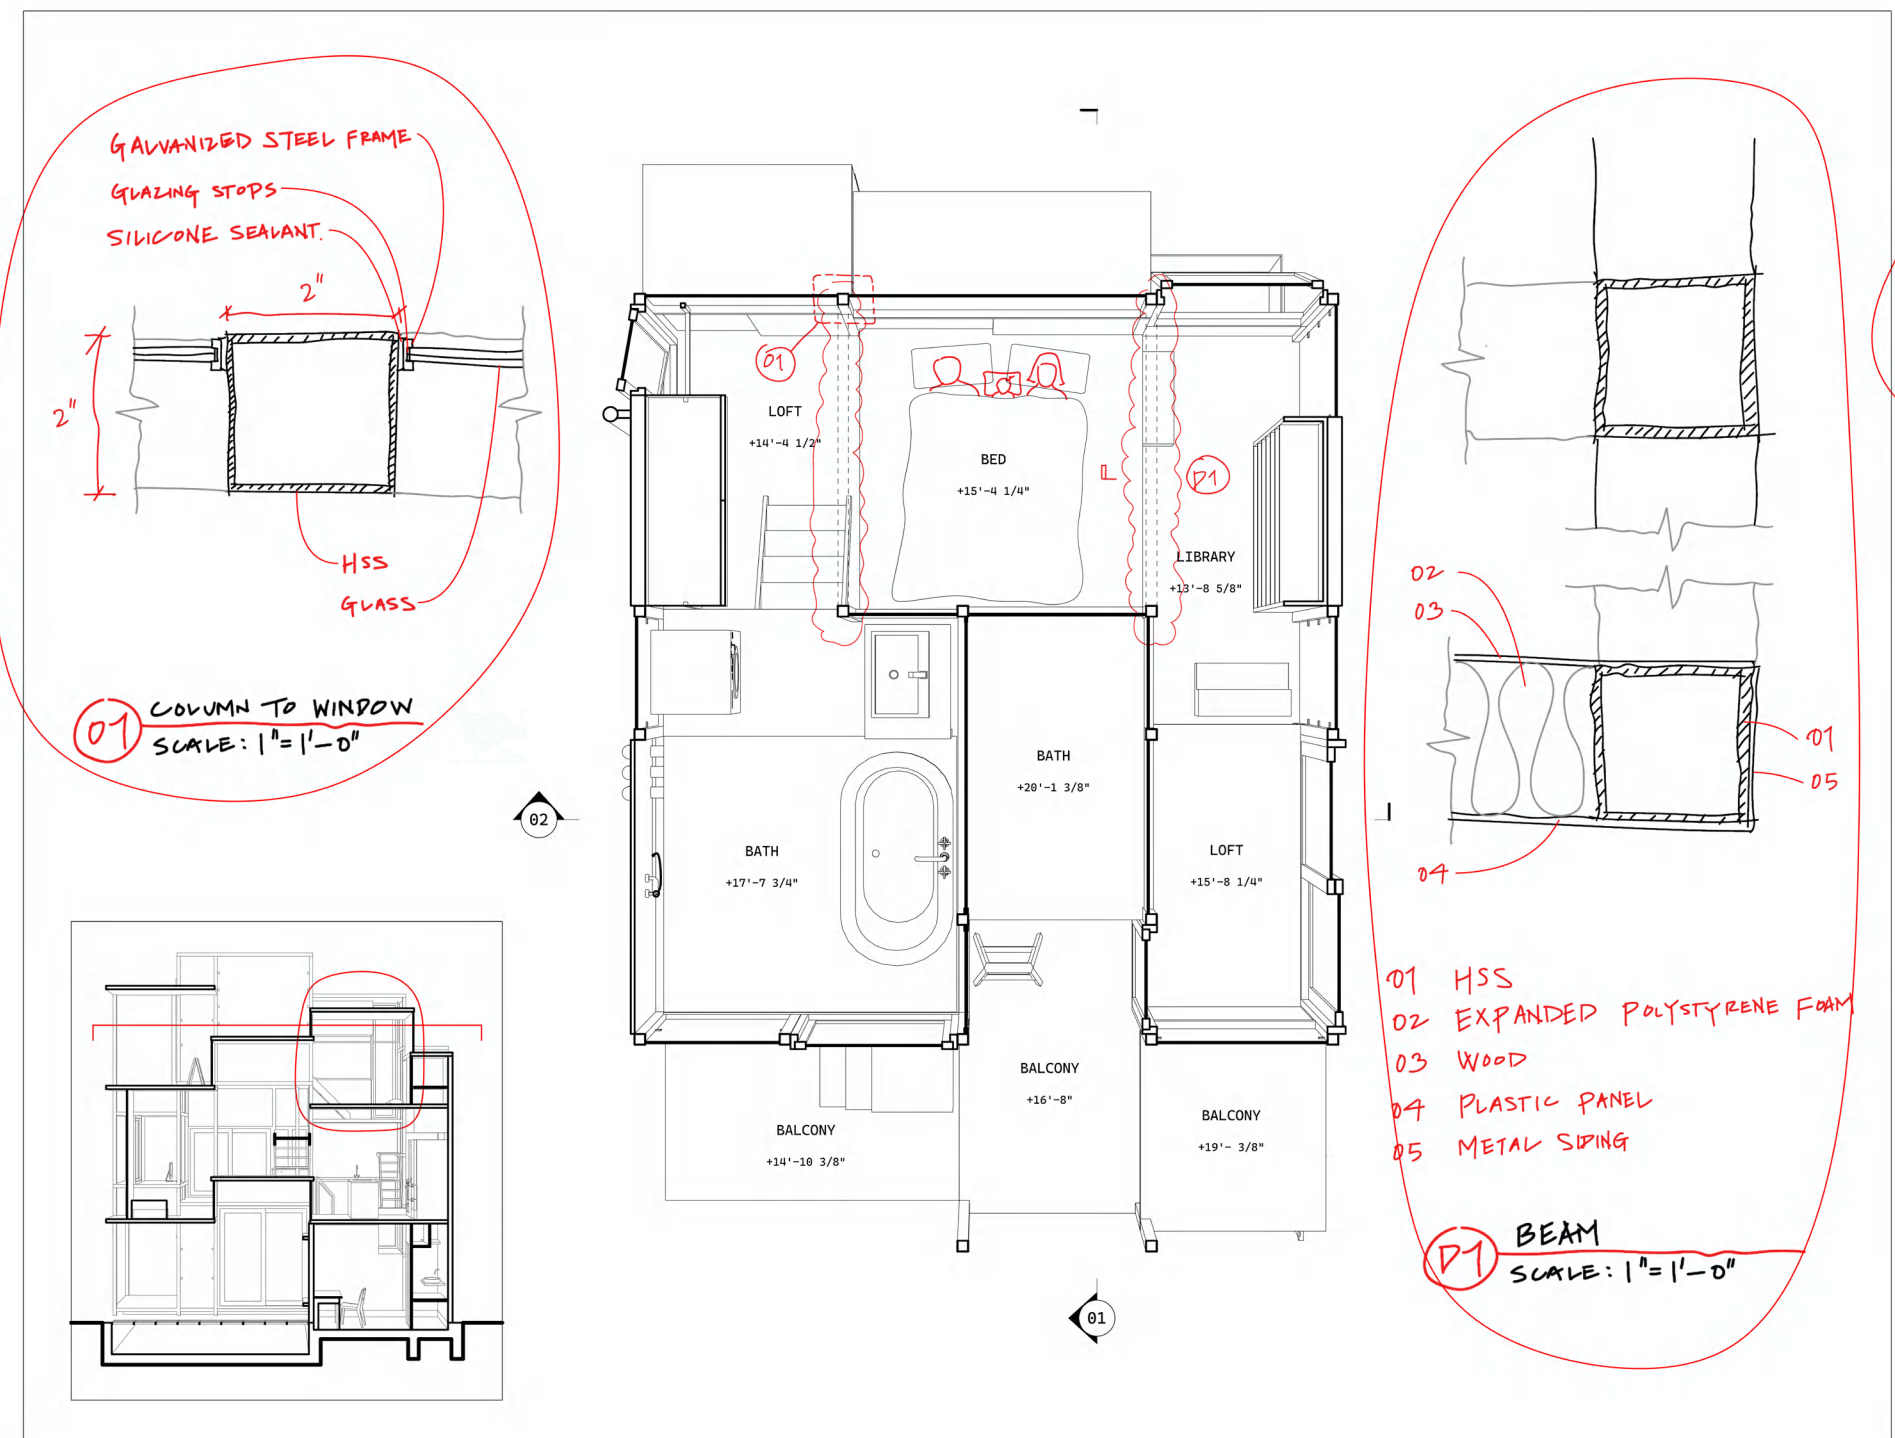 GALVANIZED STEEL FRAME
GLAZING STOPS
SILICONE SEALANT.
2"
2"
HSS
GLASS
01 COLUMN TO WINDOW
SCALE: 1"=1'-0"
01
LOFT
+14'-4 1/2"
BED
+15'-4 1/4"
D1
LIBRARY
+13'-8 5/8"
BATH
+20'-1 3/8"
02
BATH
+17'-7 3/4"
LOFT
+15'-8 1/4"
BALCONY
+16'-8"
BALCONY
+14'-10 3/8"
BALCONY
+19'- 3/8"
01
02
03
01
05
04
01 HSS
02 EXPANDED POLYSTYRENE FOAM
03 WOOD
04 PLASTIC PANEL
05 METAL SIDING
D1 BEAM
SCALE: 1"=1'-0"